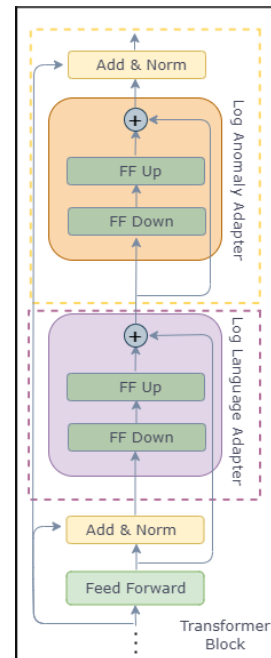 Add & Norm
+
FF Up
FF Down
Log Anomaly Adapter
+
FF Up
FF Down
Log Language Adapter
Add & Norm
Feed Forward
Transformer
Block